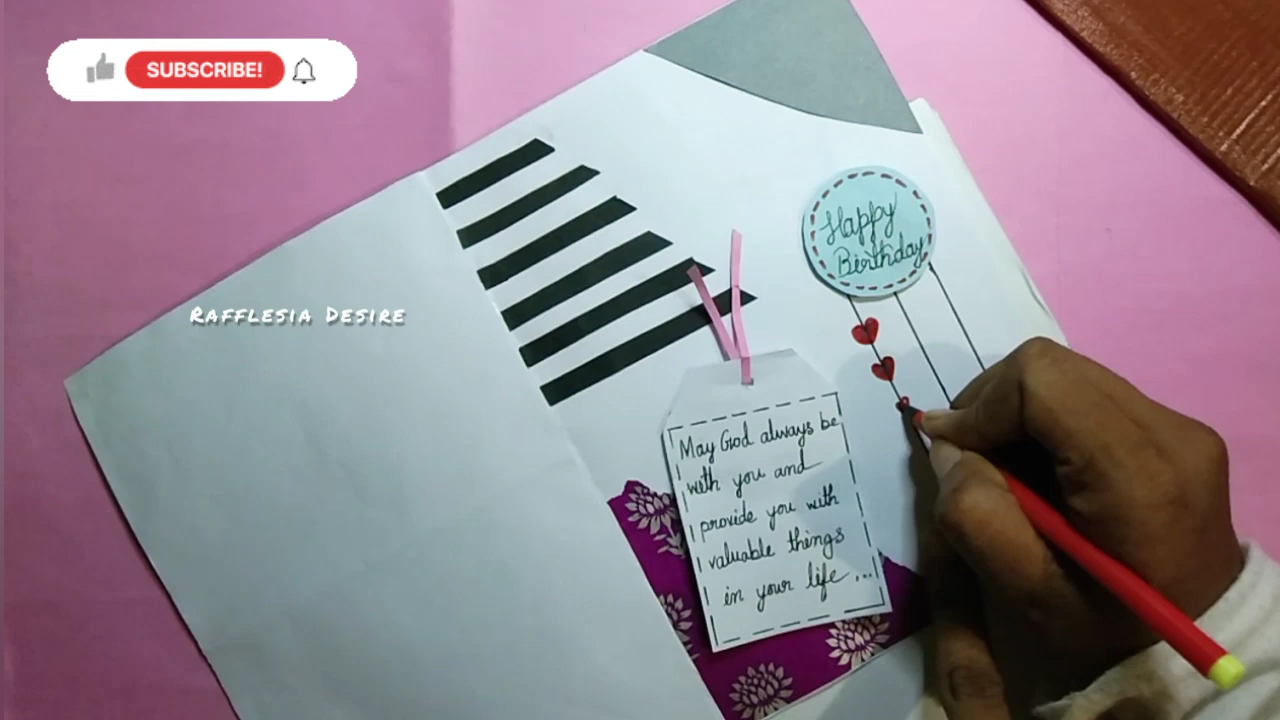 SUBSCRIBE!
Rafflesia Desire
Happy
Birthday
May God always be
with you and
provide you with
valuable things
in your life...